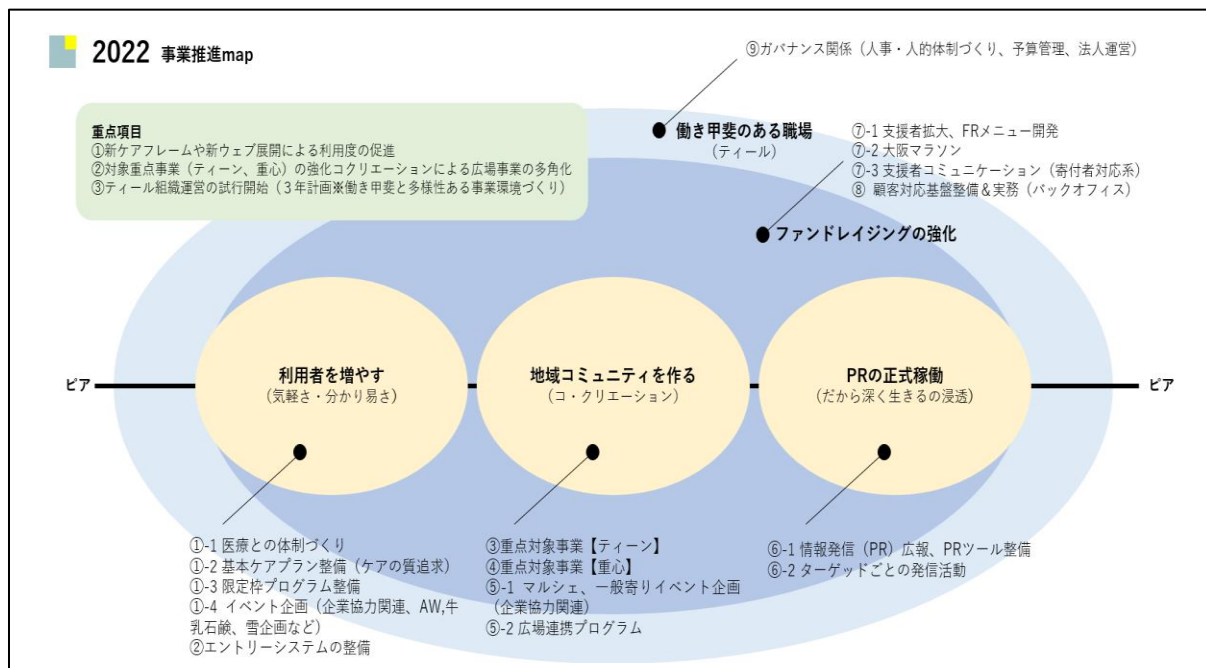 2022 事業推進map
重点項目
①新ケアフレームや新ウェブ展開による利用度の促進
②対象重点事業（ティーン、重心）の強化コクリエーションによる広場事業の多角化
③ティール組織運営の試行開始（３年計画※働き甲斐と多様性ある事業環境づくり）
⑨ガバナンス関係（人事・人的体制づくり、予算管理、法人運営）
働き甲斐のある職場
（ティール）
⑦-1 支援者拡大、FRメニュー開発
⑦-2 大阪マラソン
⑦-3 支援者コミュニケーション（寄付者対応系）
⑧ 顧客対応基盤整備＆実務（バックオフィス）
ファンドレイジングの強化
ピア
利用者を増やす
（気軽さ・分かり易さ）
地域コミュニティを作る
（コ・クリエーション）
PRの正式稼働
（だから深く生きるの浸透）
ピア
①-1 医療との体制づくり
①-2 基本ケアプラン整備（ケアの質追求）
①-3 限定枠プログラム整備
①-4 イベント企画（企業協力関連、AW,牛
乳石鹸、雪企画など）
②エントリーシステムの整備
③重点対象事業【ティーン】
④重点対象事業【重心】
⑤-1 マルシェ、一般寄りイベント企画
（企業協力関連）
⑤-2 広場連携プログラム
⑥-1 情報発信（PR）広報、PRツール整備
⑥-2 ターゲットごとの発信活動